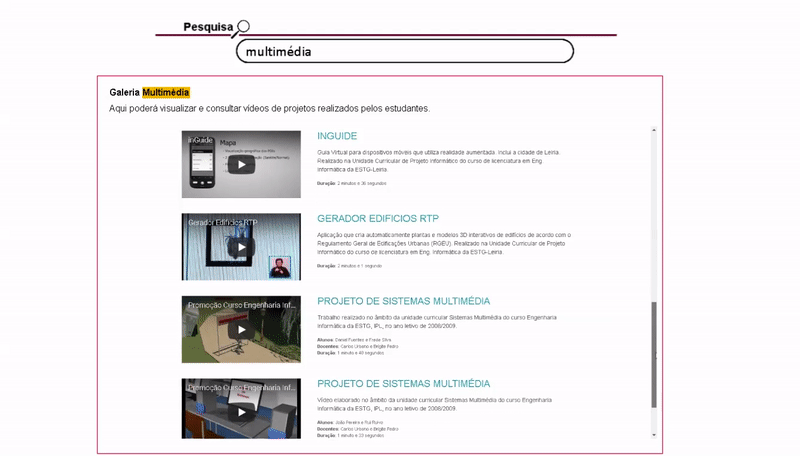 Pesquisa
multimédia
Galeria Multimédia
Aqui poderá visualizar e consultar vídeos de projetos realizados pelos estudantes.
inGuide
Mapa
INGUIDE
Guia Virtual para dispositivos móveis que utiliza realidade aumentada. Inclui a cidade de Leiria.
Realizado na Unidade Curricular de Projeto Informático do curso de licenciatura em Eng.
Informática da ESTG-Leiria.
Duração: 2 minutos e 36 segundos
Gerador Edificios RTP
GERADOR EDIFICIOS RTP
Aplicação que cria automaticamente plantas e modelos 3D interativos de edifícios de acordo com o
Regulamento Geral de Edificações Urbanas (RGEU). Realizado na Unidade Curricular de Projeto
Informático do curso de licenciatura em Eng. Informática da ESTG-Leiria.
Duração: 2 minutos e 1 segundo
Promoção Curso Engenharia Inf...
PROJETO DE SISTEMAS MULTIMÉDIA
Trabalho realizado no âmbito da unidade curricular Sistemas Multimédia do curso Engenharia
Informática da ESTG, IPL, no ano letivo de 2008/2009.
Alunos: Daniel Fuentes e Frese Silva
Docentes: Carlos Urbano e Brigite Pedro
Duração: 1 minuto e 49 segundos
Promoção Curso Engenharia Inf...
PROJETO DE SISTEMAS MULTIMÉDIA
Vídeo elaborado no âmbito da unidade curricular Sistemas Multimédia do curso Engenharia
Informática da ESTG, IPL, no ano letivo de 2008/2009.
Alunos: João Pereira e Rui Rune
Docentes: Carlos Urbano e Brigite Pedro
Duração: 1 minuto e 33 segundos